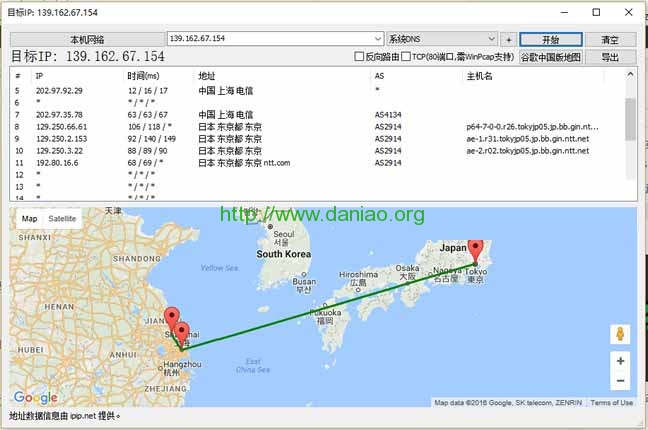 目标IP: 139.162.67.154
本机网络 139.162.67.154 系统DNS + 开始 清空
目标IP: 139.162.67.154 反向路由 TCP(80端口,需WinPcap支持) 谷歌中国版地图 导出
# IP 时间(ms) 地址 AS 主机名
5 202.97.92.29 12 / 16 / 17 中国 上海 电信 *
6 * * / * / *
7 202.97.35.78 63 / 63 / 67 中国 上海 电信 AS4134
8 129.250.66.61 106 / 118 / * 日本 东京都 东京 AS2914 p64-7-0-0.r26.tokyjp05.jp.bb.gin.nt...
9 129.250.2.153 92 / 140 / 149 日本 东京都 东京 AS2914 ae-1.r31.tokyjp05.jp.bb.gin.ntt.net
10 129.250.3.22 88 / 89 / 90 日本 东京都 东京 AS2914 ae-2.r02.tokyjp05.jp.bb.gin.ntt.net
11 192.80.16.6 68 / 69 / * 日本 东京都 东京 ntt.com AS2914
12 * * / * / *
13 * * / * / *
14 * * / * / *
http://www.daniao.org
Map Satellite
天津
SHANXI
SHANDONG
Seoul
서울
South Korea
Yellow Sea
Busan
부산
Japan
Tokyo
東京
Nagoya
名古屋
Osaka
大阪
Hiroshima
広島
Fukuoka
福岡
HENAN
JIANG
HUBEI
ANHUI
Hangzhou
杭州
East
China Sea
ZHEJIANG
+
−
Google
Map data ©2016 Google, SK telecom, ZENRIN Terms of Use
地址数据信息由 ipip.net 提供。